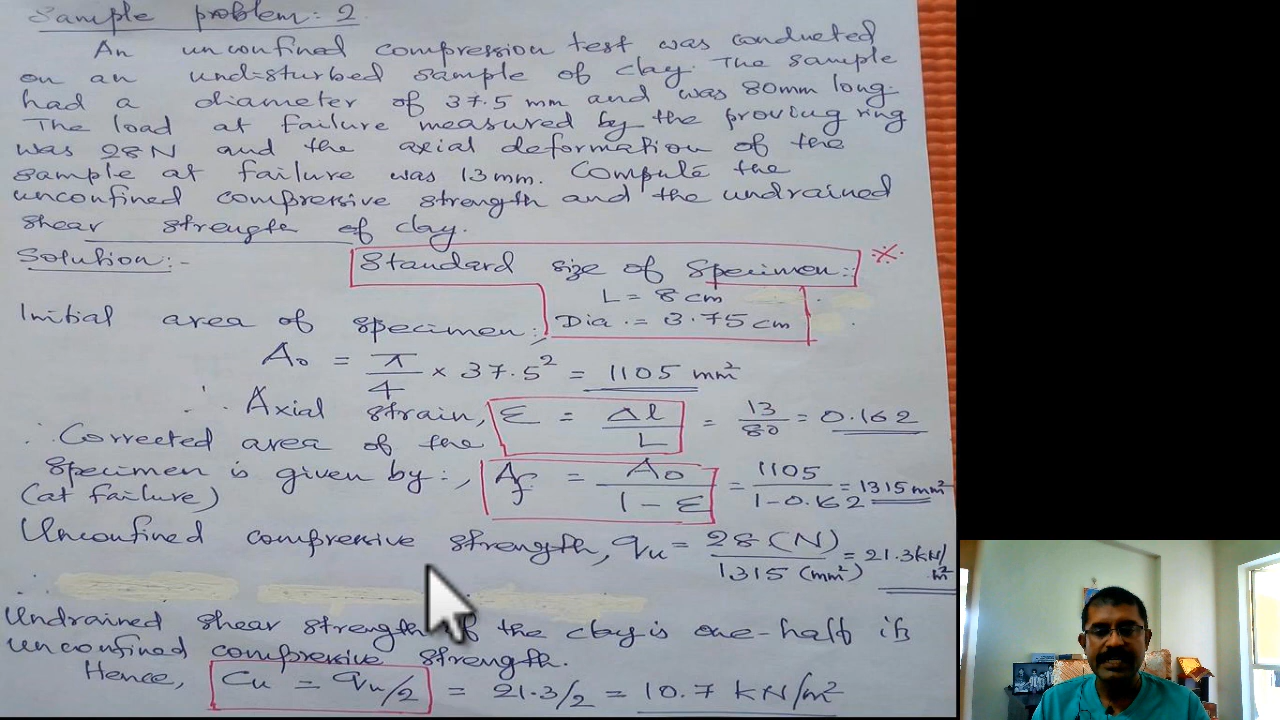 Sample problem: 2
An unconfined compression test was conducted
on an undisturbed sample of clay. The sample
had a diameter of 37.5 mm and was 80mm long.
The load at failure measured by the proving ring
was 28N and the axial deformation of the
sample at failure was 13mm. Compute the
unconfined compressive strength and the undrained
shear strength of clay.
Solution:-
Standard size of specimen:
L = 8 cm
Dia. = 3.75 cm
Initial area of specimen:,
A₀ = π/4 × 37.5² = 1105 mm²
∴ Axial strain, ε = Δl/L = 13/80 = 0.162
∴ Corrected area of the
specimen is given by:, Af = A₀/1-ε = 1105/1-0.162 = 1315 mm²
(at failure)
Unconfined compressive strength, qu = 28 (N)/1315 (mm²) = 21.3 kN/m²
Undrained shear strength of the clay is one-half its
unconfined compressive strength.
Hence, Cu = qu/2 = 21.3/2 = 10.7 KN/m²